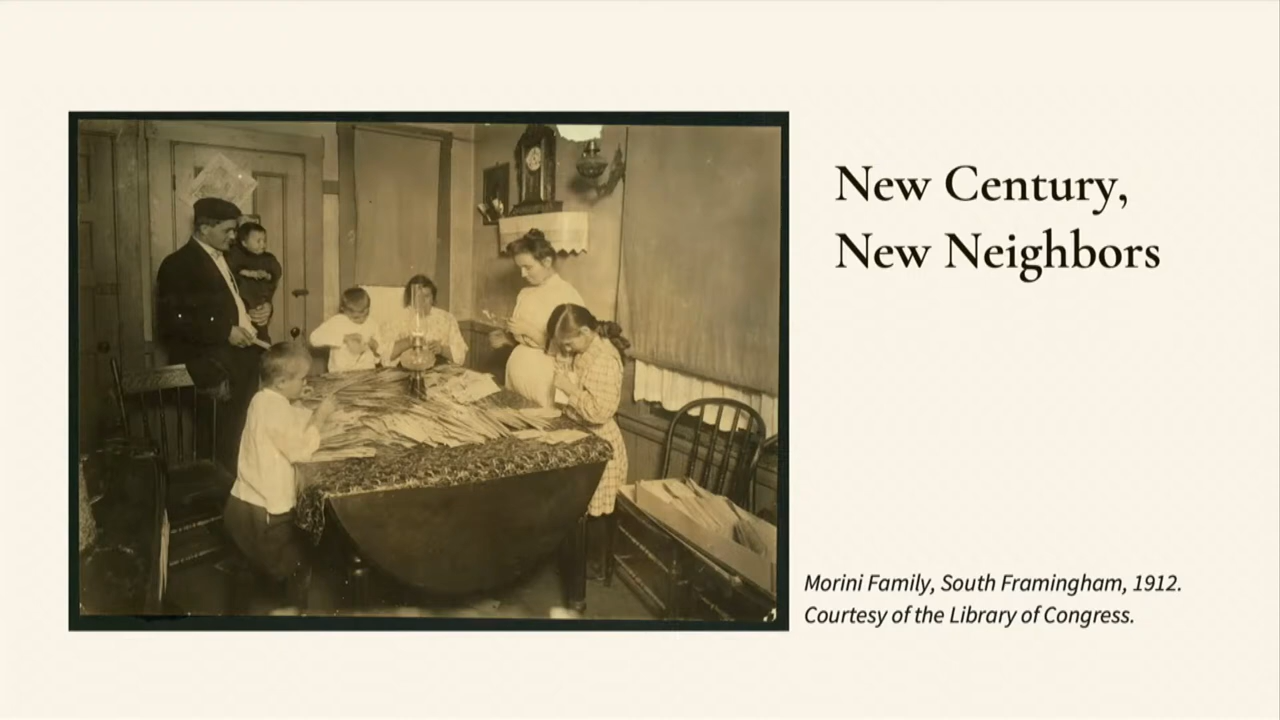 New Century,
New Neighbors
Morini Family, South Framingham, 1912.
Courtesy of the Library of Congress.